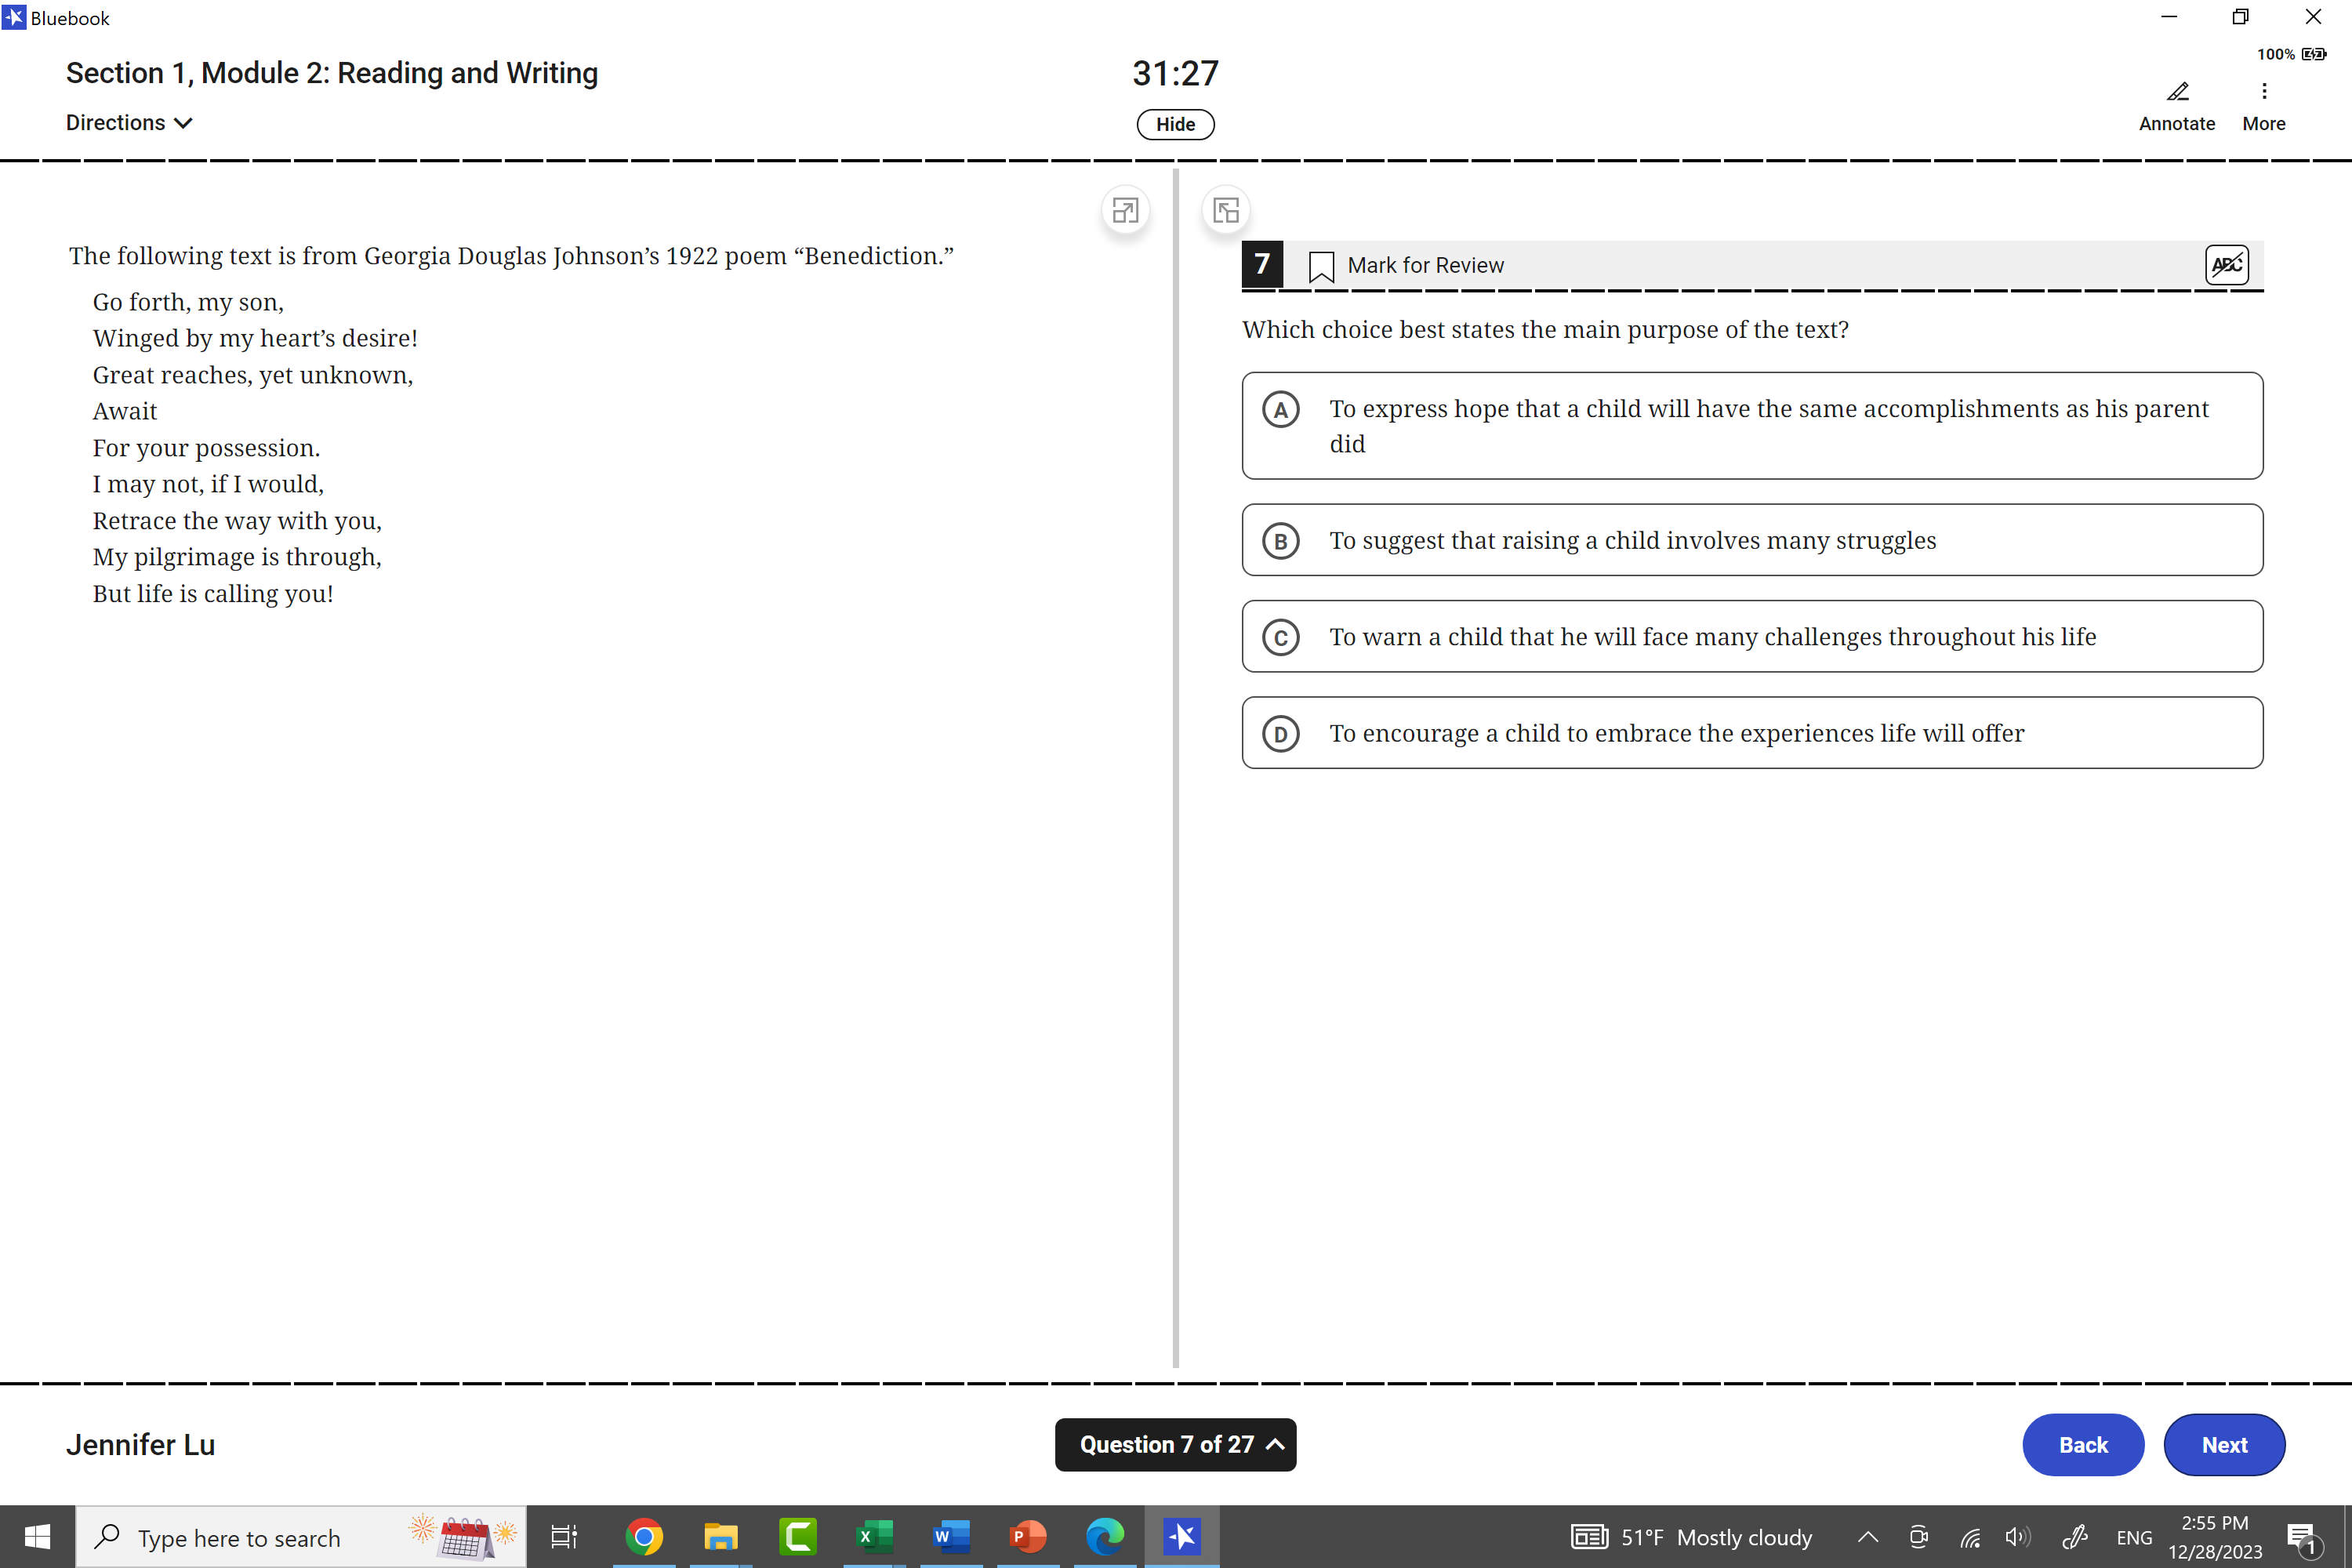 Bluebook
Section 1, Module 2: Reading and Writing
Directions
31:27
Hide
100%
Annotate
More
The following text is from Georgia Douglas Johnson’s 1922 poem “Benediction.”
Go forth, my son,
Winged by my heart’s desire!
Great reaches, yet unknown,
Await
For your possession.
I may not, if I would,
Retrace the way with you,
My pilgrimage is through,
But life is calling you!
7
Mark for Review
ABC
Which choice best states the main purpose of the text?
A
To express hope that a child will have the same accomplishments as his parent
did
B
To suggest that raising a child involves many struggles
C
To warn a child that he will face many challenges throughout his life
D
To encourage a child to embrace the experiences life will offer
Jennifer Lu
Question 7 of 27
Back
Next
Type here to search
X
W
P
51°F Mostly cloudy
ENG
2:55 PM
12/28/2023
1